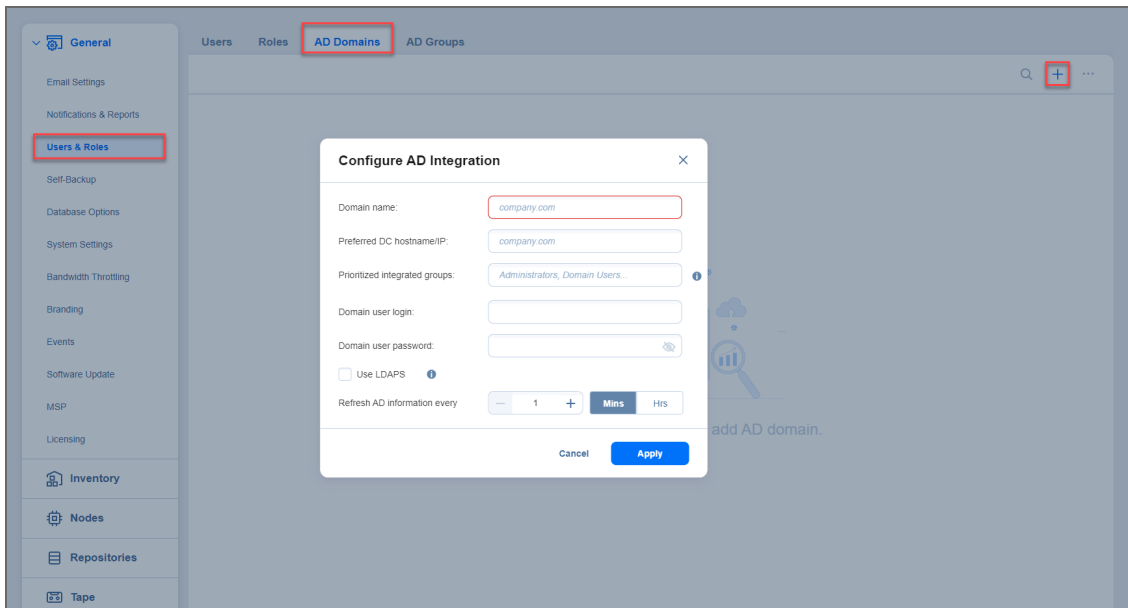 General
Users Roles AD Domains AD Groups
Email Settings
Notifications & Reports
Users & Roles
Self-Backup
Database Options
System Settings
Bandwidth Throttling
Branding
Events
Software Update
MSP
Licensing
Inventory
Nodes
Repositories
Tape
Configure AD Integration
Domain name: company.com
Preferred DC hostname/IP: company.com
Prioritized integrated groups: Administrators, Domain Users...
Domain user login:
Domain user password:
Use LDAPS
Refresh AD information every 1 Mins Hrs
Cancel Apply
add AD domain.